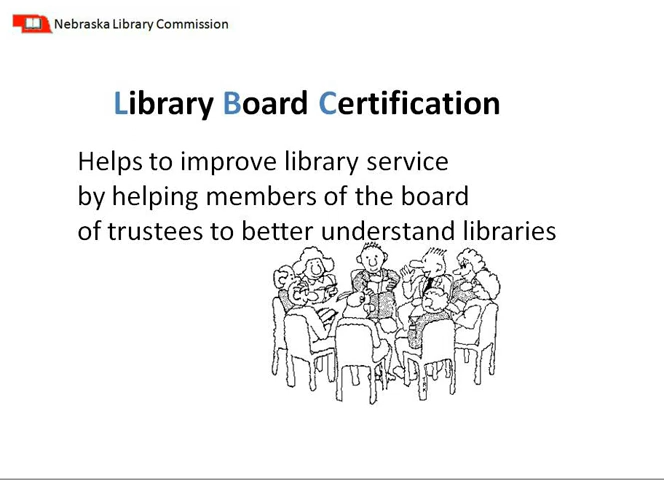 Nebraska Library Commission
Library Board Certification
Helps to improve library service
by helping members of the board
of trustees to better understand libraries